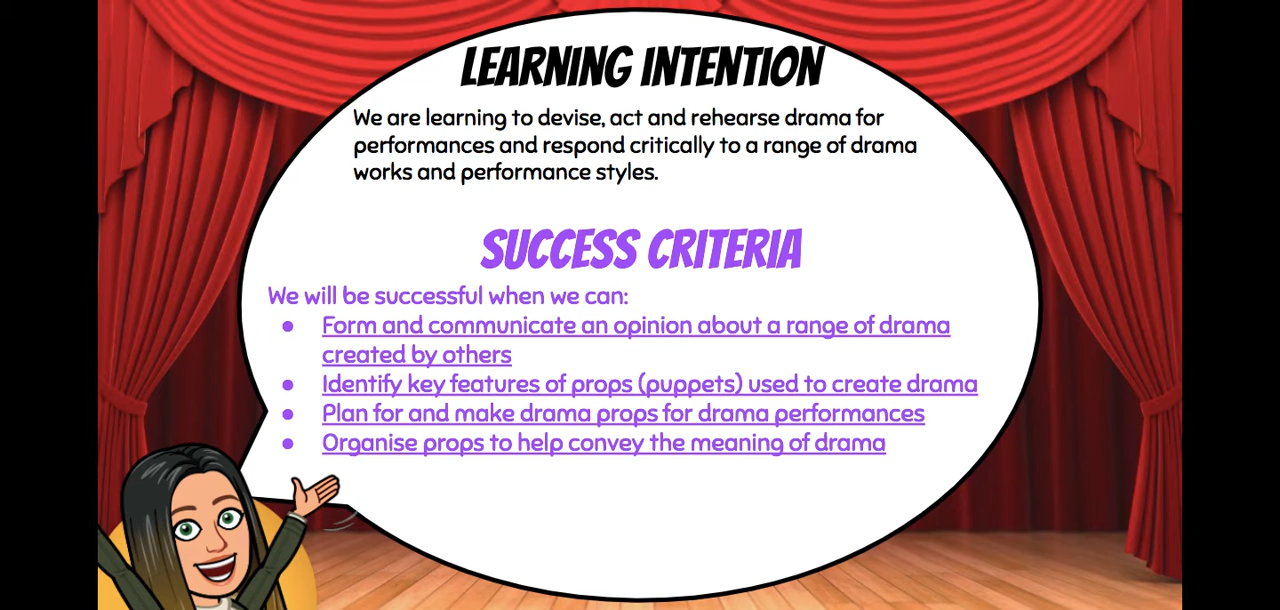 LEARNING INTENTION
We are learning to devise, act and rehearse drama for
performances and respond critically to a range of drama
works and performance styles.
SUCCESS CRITERIA
We will be successful when we can:
● Form and communicate an opinion about a range of drama
created by others
● Identify key features of props (puppets) used to create drama
● Plan for and make drama props for drama performances
● Organise props to help convey the meaning of drama